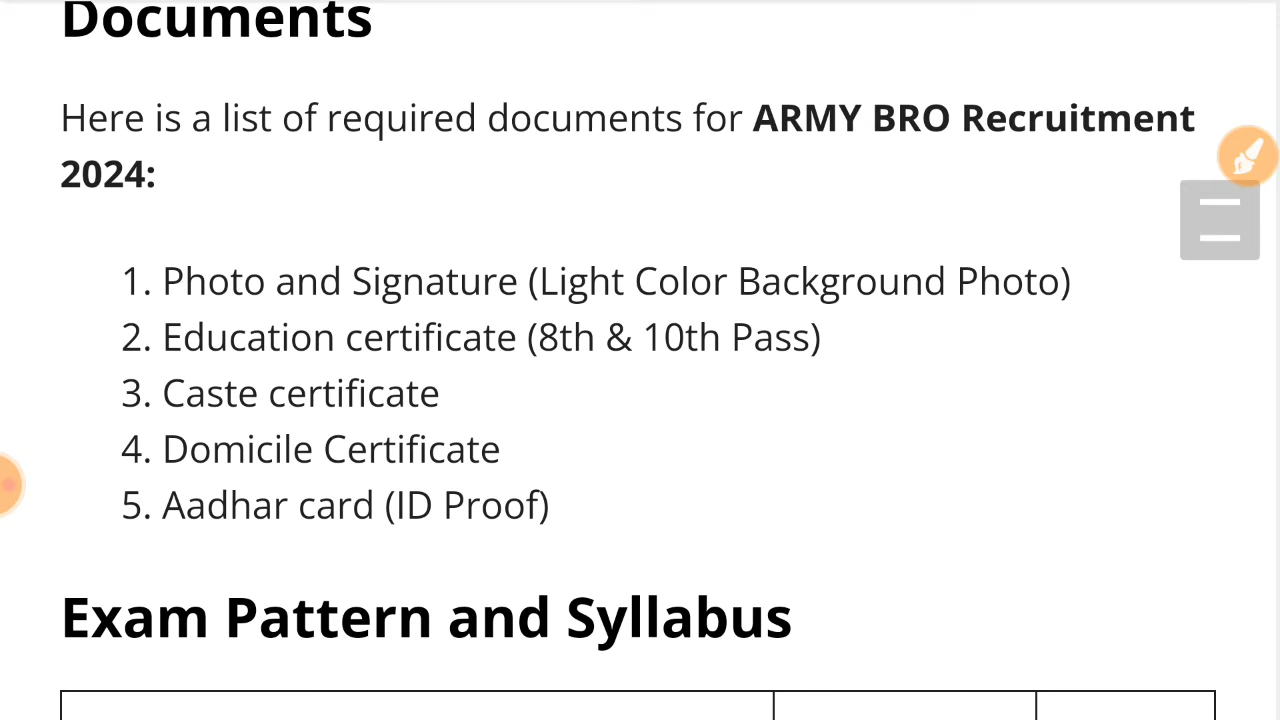 Documents
Here is a list of required documents for ARMY BRO Recruitment
2024:
1. Photo and Signature (Light Color Background Photo)
2. Education certificate (8th & 10th Pass)
3. Caste certificate
4. Domicile Certificate
5. Aadhar card (ID Proof)
Exam Pattern and Syllabus